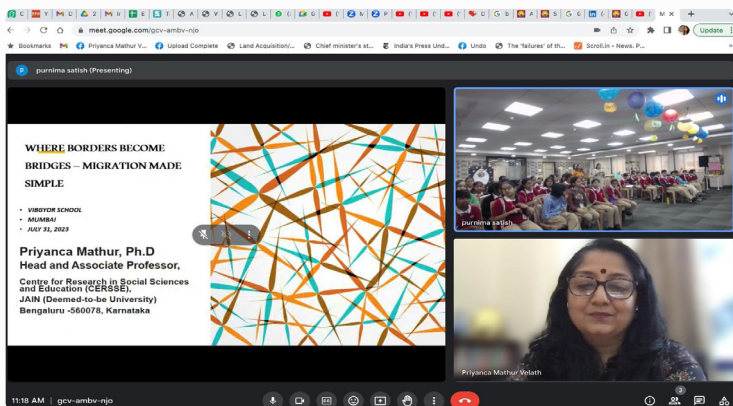 meet.google.com/gcv-ambv-njo
Update
Bookmarks
Priyanca Mathur V...
Upload Complete
Land Acquisition/...
Chief minister's st...
India's Press Und...
Undo
The 'failures' of th...
Scroll.in - News. P...
purnima satish (Presenting)
WHERE BORDERS BECOME
BRIDGES – MIGRATION MADE
SIMPLE
• VIBGYOR SCHOOL
• MUMBAI
• JULY 31, 2023
Priyanca Mathur, Ph.D
Head and Associate Professor,
Centre for Research in Social Sciences
and Education (CERSSE),
JAIN (Deemed-to-be University)
Bengaluru -560078, Karnataka
purnima satish
Priyanca Mathur Velath
11:18 AM | gcv-ambv-njo
3